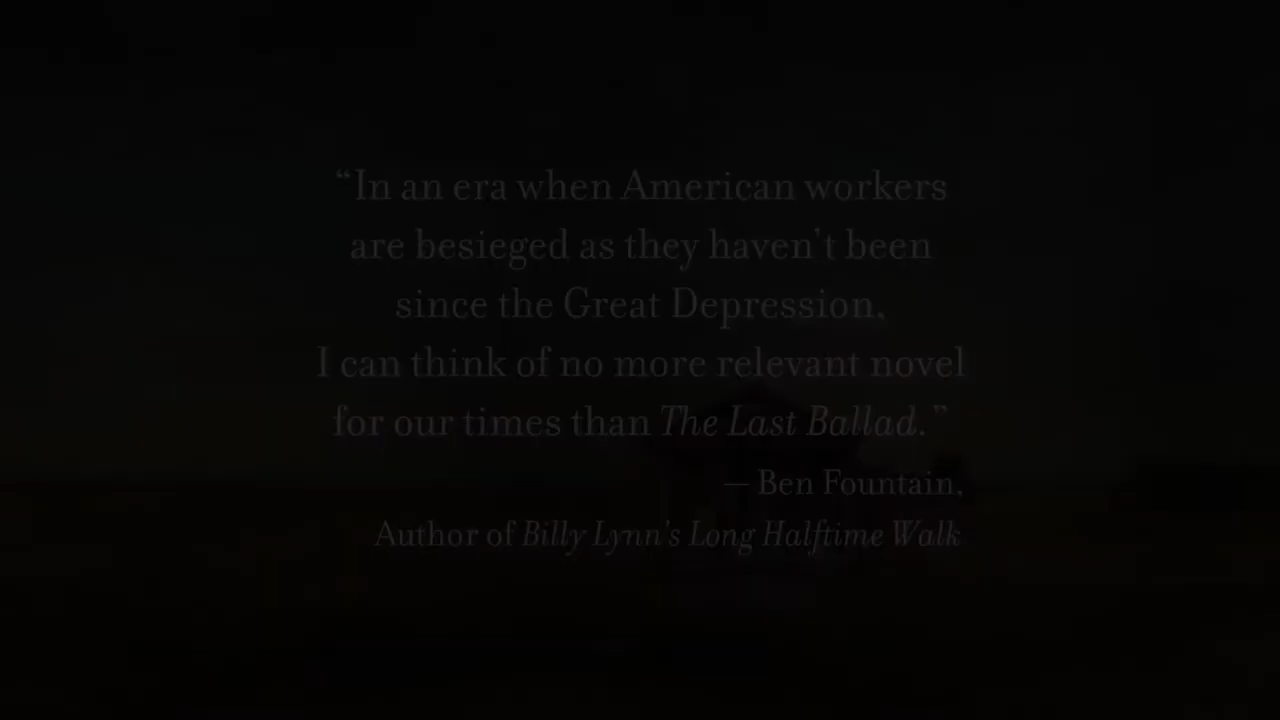 “In an era when American workers
are besieged as they haven’t been
since the Great Depression,
I can think of no more relevant novel
for our times than The Last Ballad.”
— Ben Fountain,
Author of Billy Lynn's Long Halftime Walk